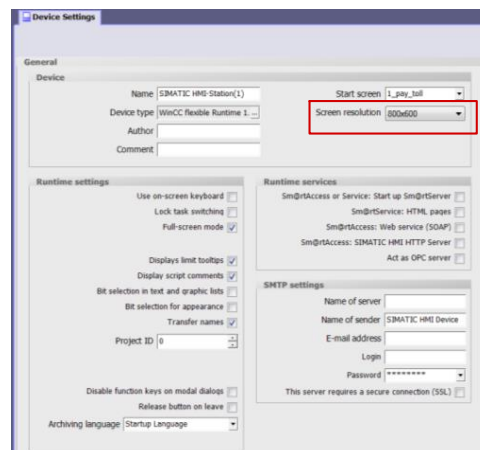 Device Settings
General
Device
Name SIMATIC HMI-Station(1)
Start screen 1_pay_toll
Device type WinCC flexible Runtime 1. ...
Screen resolution 800x600
Author
Comment
Runtime settings
Use on-screen keyboard
Lock task switching
Full-screen mode
Displays limit tooltips
Display script comments
Bit selection in text and graphic lists
Bit selection for appearance
Transfer names
Project ID 0
Disable function keys on modal dialogs
Release button on leave
Archiving language Startup Language
Runtime services
Sm@rtAccess or Service: Start up Sm@rtServer
Sm@rtService: HTML pages
Sm@rtAccess: Web service (SOAP)
Sm@rtAccess: SIMATIC HMI HTTP Server
Act as OPC server
SMTP settings
Name of server
Name of sender SIMATIC HMI Device
E-mail address
Login
Password ********
This server requires a secure connection (SSL)